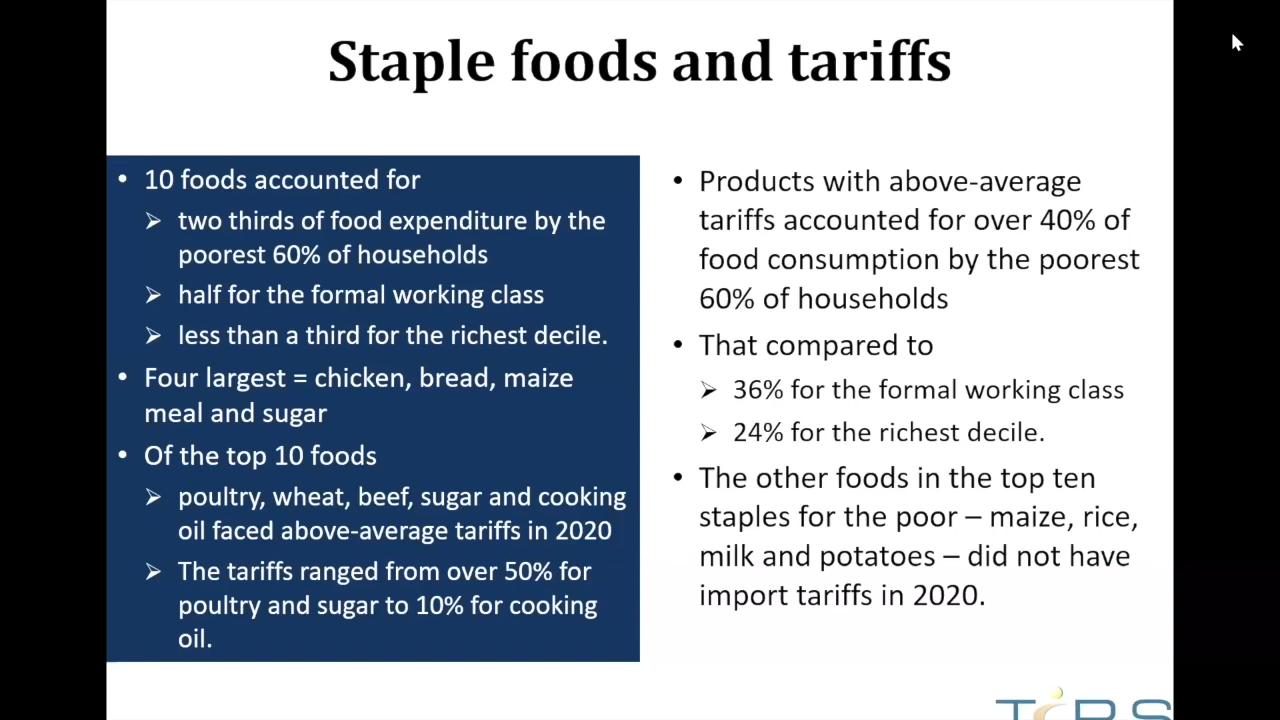 Staple foods and tariffs
• 10 foods accounted for
➢ two thirds of food expenditure by the
poorest 60% of households
➢ half for the formal working class
➢ less than a third for the richest decile.
• Four largest = chicken, bread, maize
meal and sugar
• Of the top 10 foods
➢ poultry, wheat, beef, sugar and cooking
oil faced above-average tariffs in 2020
➢ The tariffs ranged from over 50% for
poultry and sugar to 10% for cooking
oil.
• Products with above-average
tariffs accounted for over 40% of
food consumption by the poorest
60% of households
• That compared to
➢ 36% for the formal working class
➢ 24% for the richest decile.
• The other foods in the top ten
staples for the poor – maize, rice,
milk and potatoes – did not have
import tariffs in 2020.
TIPS